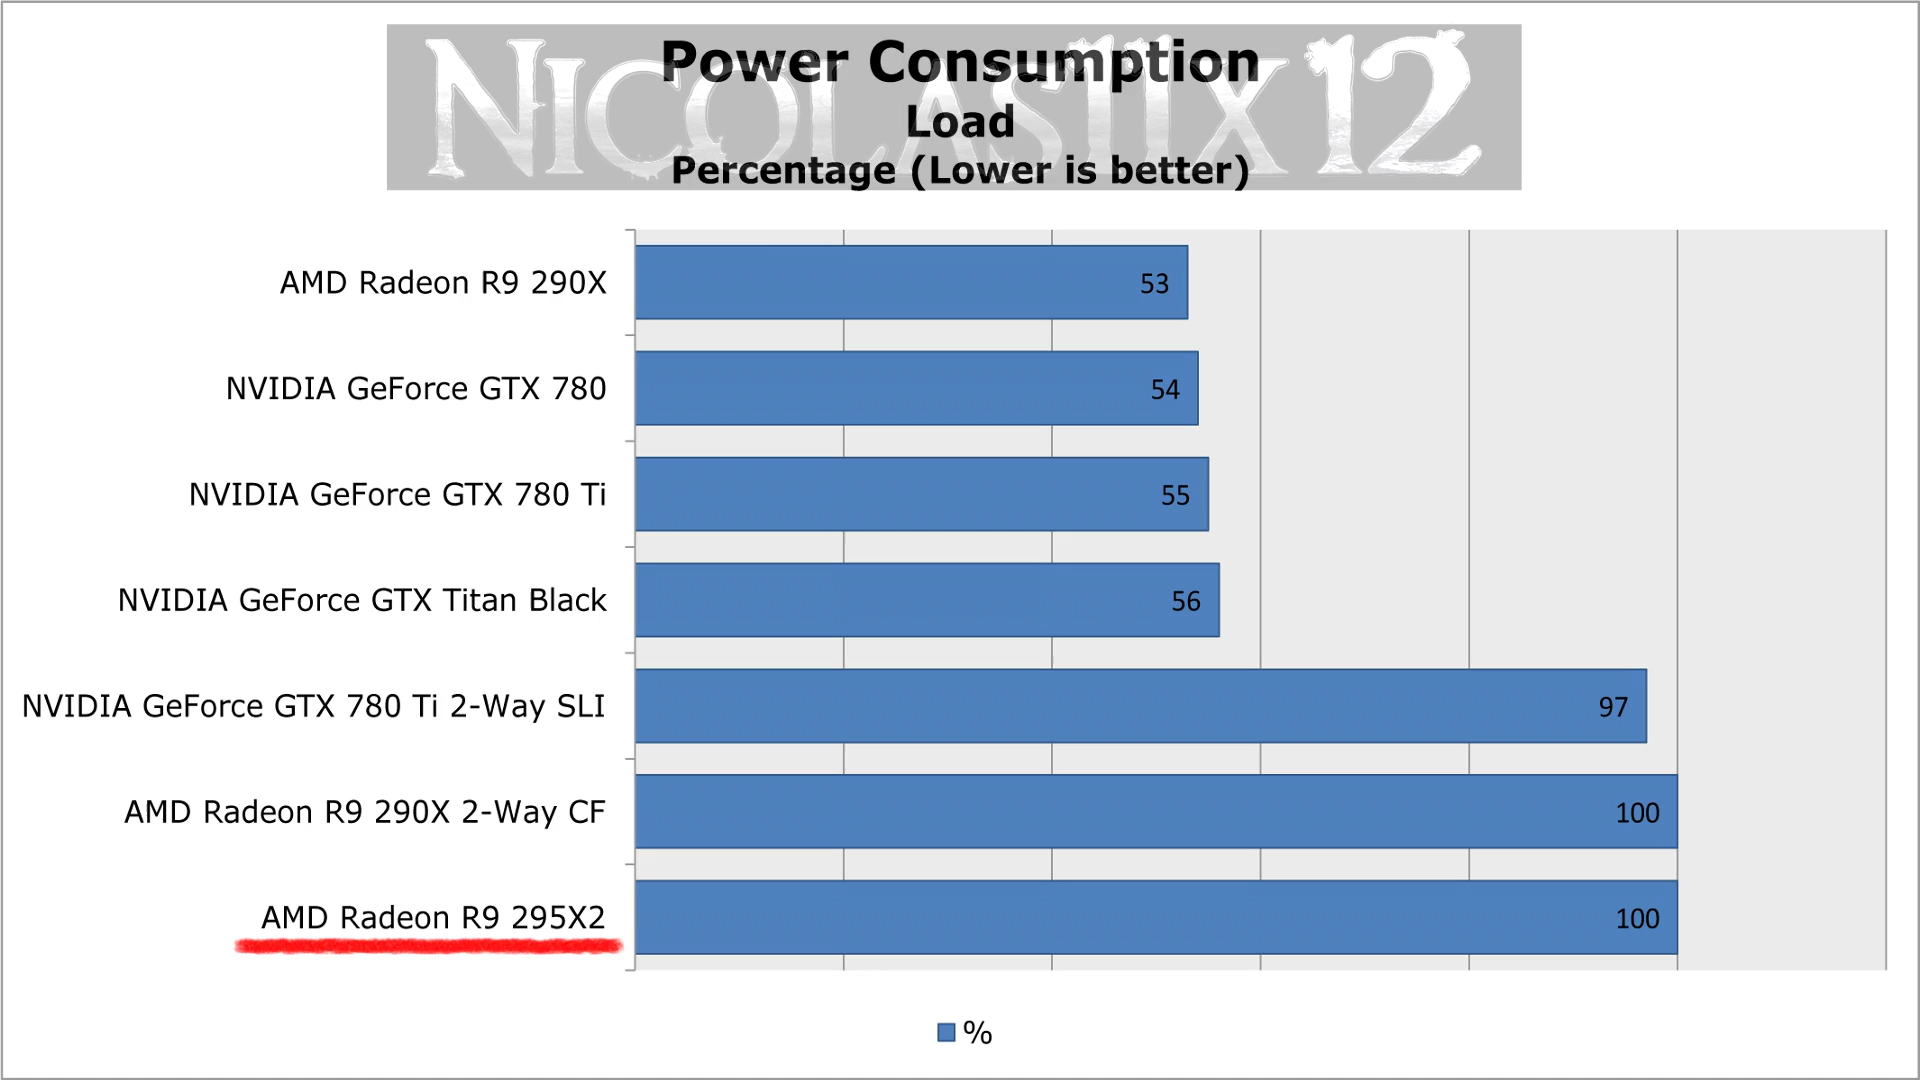 NICOLAS11X12
Power Consumption
Load
Percentage (Lower is better)
AMD Radeon R9 290X 53
NVIDIA GeForce GTX 780 54
NVIDIA GeForce GTX 780 Ti 55
NVIDIA GeForce GTX Titan Black 56
NVIDIA GeForce GTX 780 Ti 2-Way SLI 97
AMD Radeon R9 290X 2-Way CF 100
AMD Radeon R9 295X2 100
%